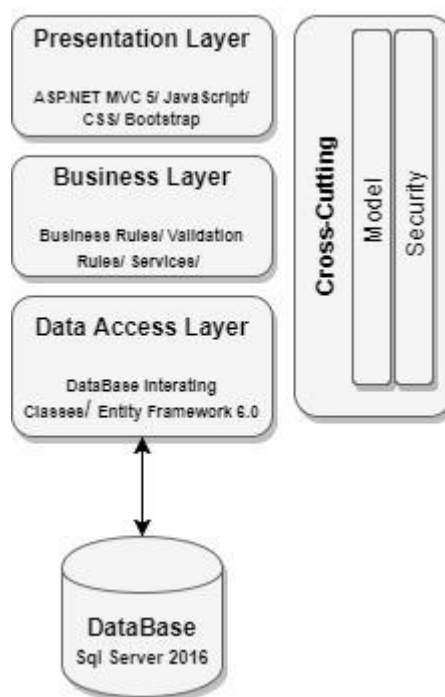 Presentation Layer
ASP.NET MVC 5/ JavaScript/
CSS/ Bootstrap
Business Layer
Business Rules/ Validation
Rules/ Services/
Data Access Layer
DataBase Interating
Classes/ Entity Framework 6.0
DataBase
Sql Server 2016
Cross-Cutting
Model
Security